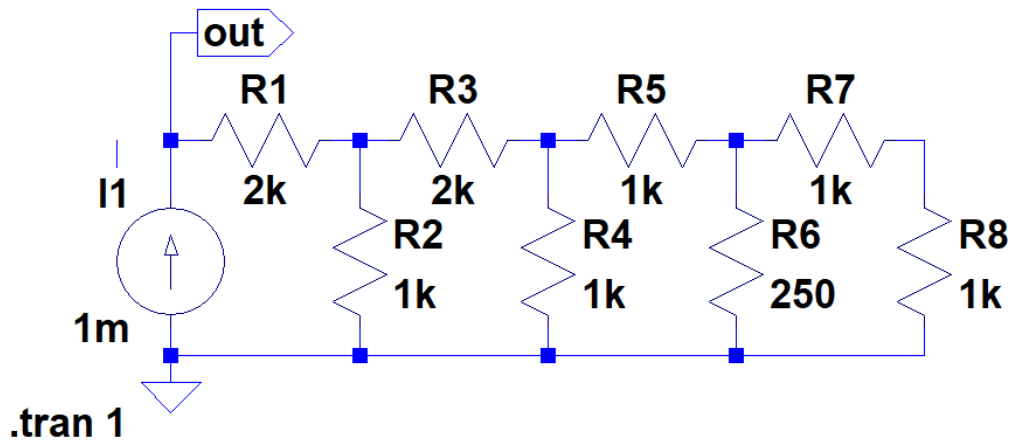 out
R1 R3 R5 R7
2k 2k 1k 1k
I1
R2 R4 R6 R8
1k 1k 250 1k
1m
.tran 1